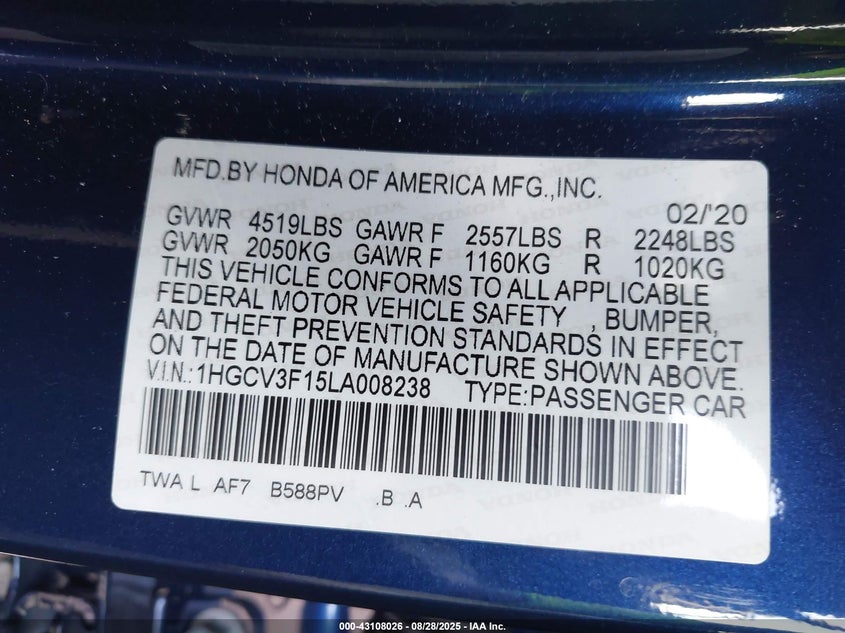 MFD.BY HONDA OF AMERICA MFG.,INC.
02/'20
GVWR 4519LBS GAWR F 2557LBS R 2248LBS
GVWR 2050KG GAWR F 1160KG R 1020KG
THIS VEHICLE CONFORMS TO ALL APPLICABLE
FEDERAL MOTOR VEHICLE SAFETY , BUMPER,
AND THEFT PREVENTION STANDARDS IN EFFECT
ON THE DATE OF MANUFACTURE SHOWN ABOVE.
V.I.N.:1HGCV3F15LA008238 TYPE:PASSENGER CAR
TWA L AF7 B588PV .B .A
000-43108026 - 08/28/2025 - IAA Inc.